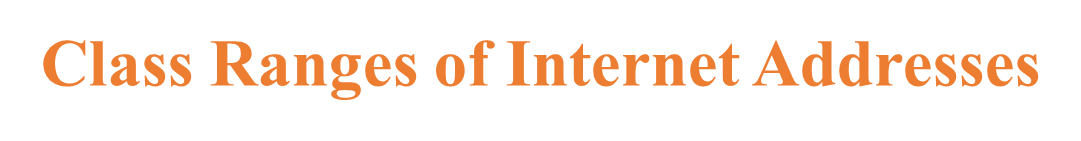 Class Ranges of Internet Addresses